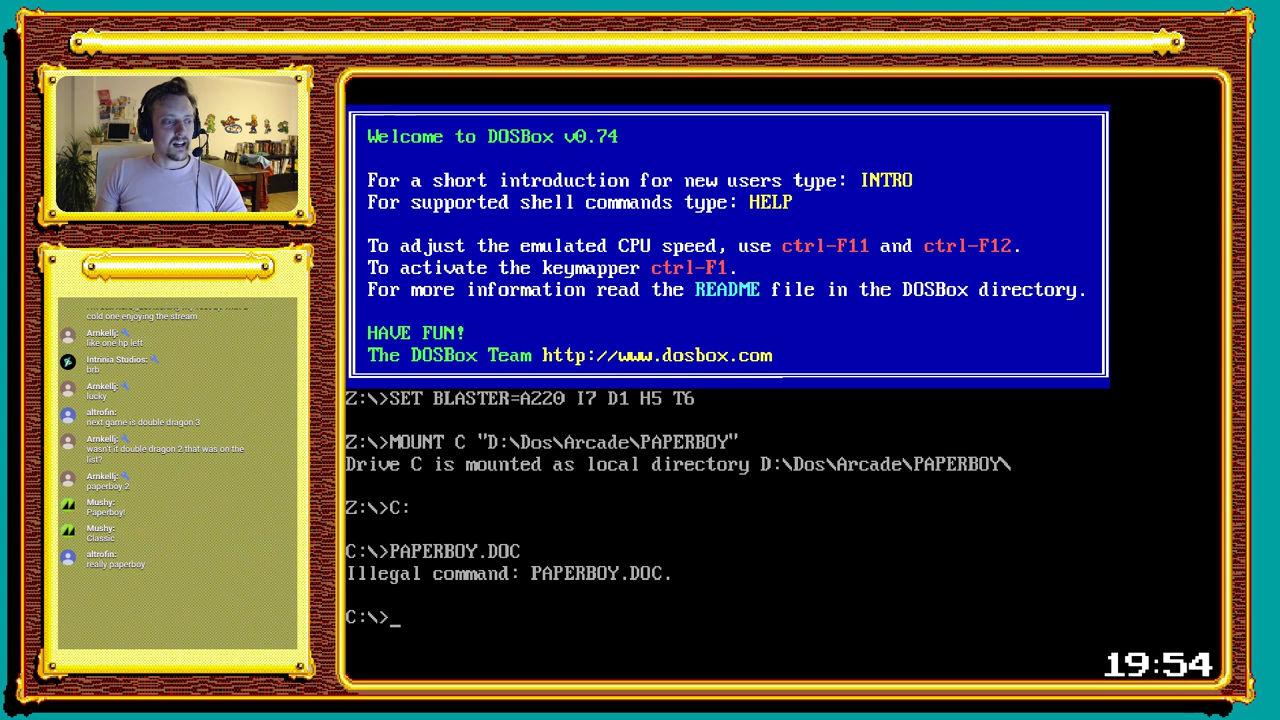 Welcome to DOSBox v0.74
For a short introduction for new users type: INTRO
For supported shell commands type: HELP
To adjust the emulated CPU speed, use ctrl-F11 and ctrl-F12.
To activate the keymapper ctrl-F1.
For more information read the README file in the DOSBox directory.
HAVE FUN!
The DOSBox Team http://www.dosbox.com
Z:\>SET BLASTER=A220 I7 D1 H5 T6
Z:\>MOUNT C "D:\Dos\Arcade\PAPERBOY"
Drive C is mounted as local directory D:\Dos\Arcade\PAPERBOY\
Z:\>C:
C:\>PAPERBOY.DOC
Illegal command: PAPERBOY.DOC.
C:\>_
cold one enjoying the stream
Arnkellj:
like one hp left
Intrinia Studios:
brb
Arnkellj:
lucky
altrofin:
next game is double dragon 3
Arnkellj:
wasn't it double dragon 2 that was on the
list?
Arnkellj:
paperboy 2
Mushy:
Paperboy!
Mushy:
Classic
altrofin:
really paperboy
19:54